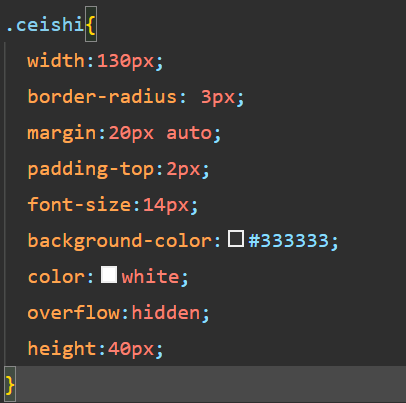 .ceishi{
width:130px;
border-radius: 3px;
margin:20px auto;
padding-top:2px;
font-size:14px;
background-color:#333333;
color:white;
overflow:hidden;
height:40px;
}